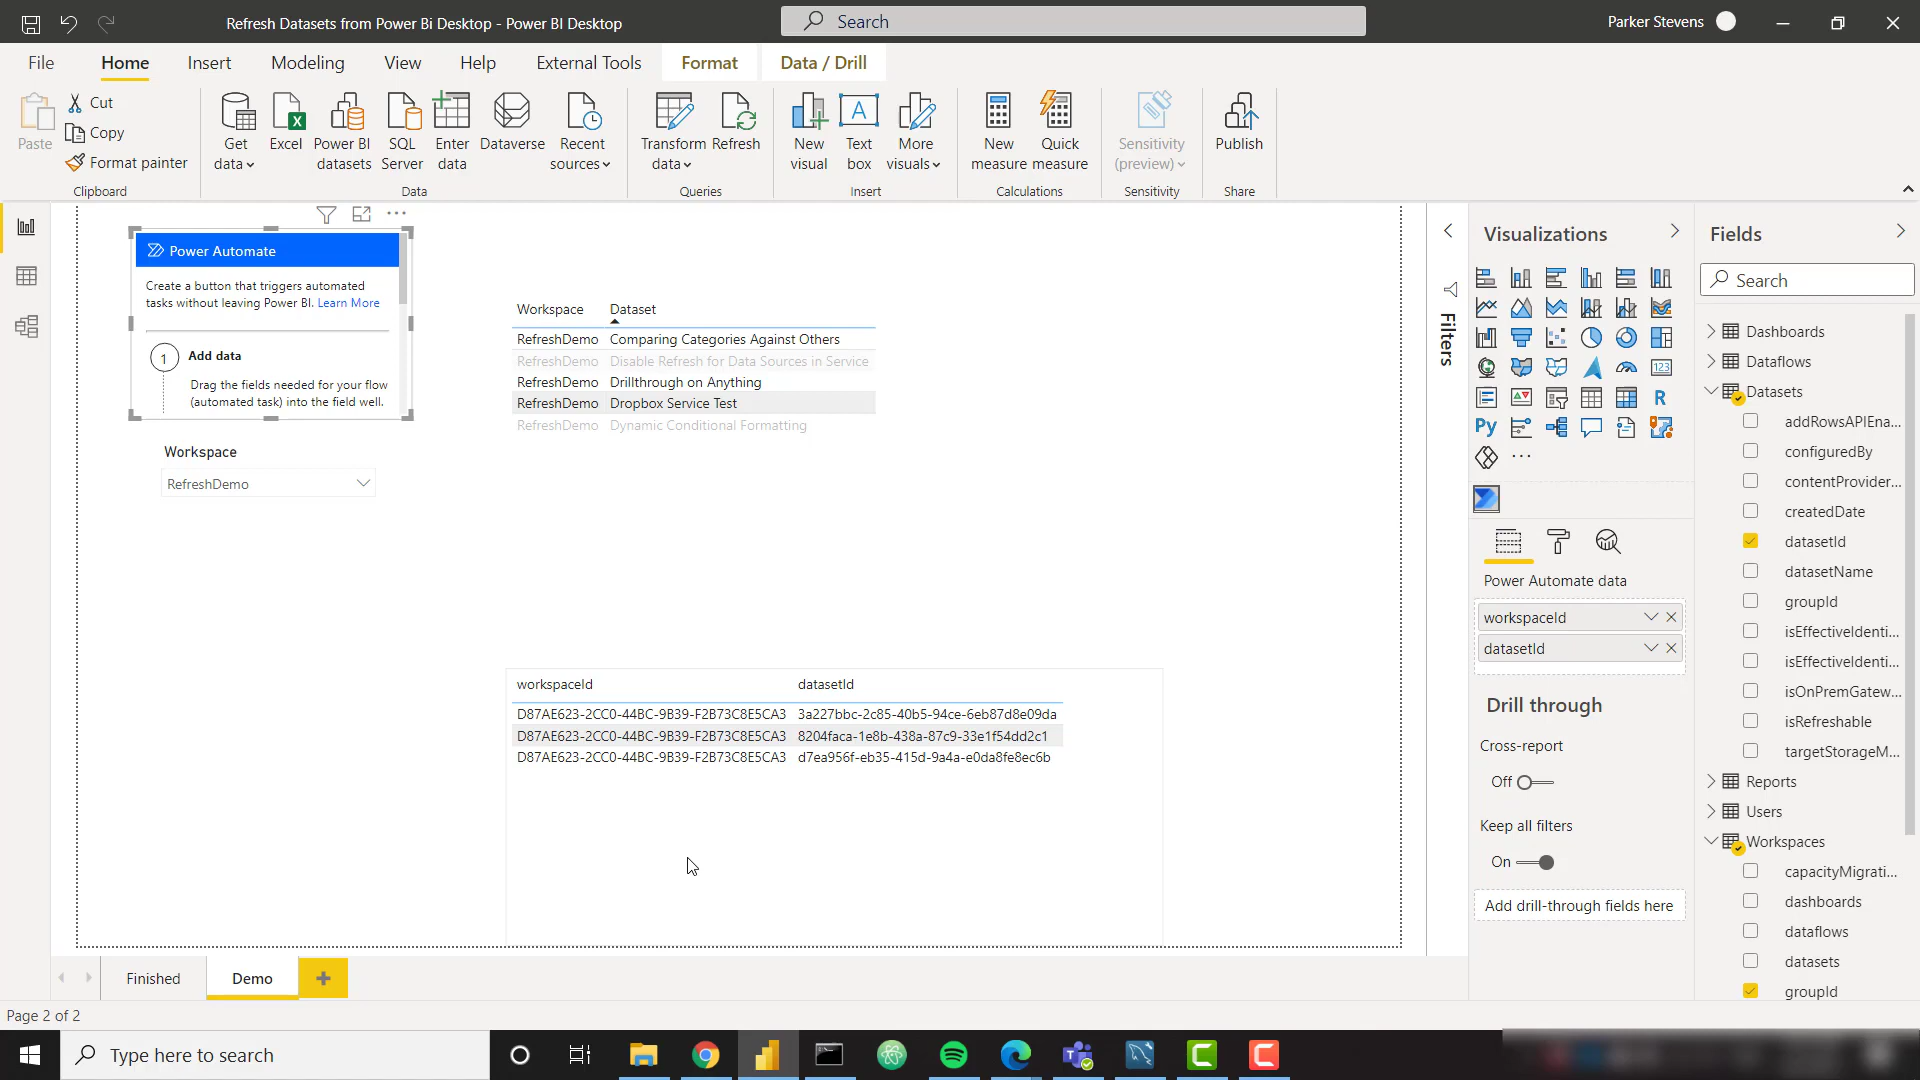 Refresh Datasets from Power Bi Desktop - Power BI Desktop
Search
Parker Stevens
File
Home
Insert
Modeling
View
Help
External Tools
Format
Data / Drill
Paste
Cut
Copy
Format painter
Clipboard
Get data
Excel
Power BI datasets
SQL Server
Enter data
Dataverse
Recent sources
Data
Transform data
Refresh
Queries
New visual
A
Text box
More visuals
Insert
New measure
Quick measure
Calculations
Sensitivity (preview)
Sensitivity
Publish
Share
Power Automate
Create a button that triggers automated
tasks without leaving Power BI. Learn More
1
Add data
Drag the fields needed for your flow
(automated task) into the field well.
Workspace
RefreshDemo
Workspace Dataset
RefreshDemo Comparing Categories Against Others
RefreshDemo Disable Refresh for Data Sources in Service
RefreshDemo Drillthrough on Anything
RefreshDemo Dropbox Service Test
RefreshDemo Dynamic Conditional Formatting
workspaceId datasetId
D87AE623-2CC0-44BC-9B39-F2B73C8E5CA3 3a227bbc-2c85-40b5-94ce-6eb87d8e09da
D87AE623-2CC0-44BC-9B39-F2B73C8E5CA3 8204faca-1e8b-438a-87c9-33e1f54dd2c1
D87AE623-2CC0-44BC-9B39-F2B73C8E5CA3 d7ea956f-eb35-415d-9a4a-e0da8fe8ec6b
Filters
Visualizations
123
R
Py
Power Automate data
workspaceId
datasetId
Drill through
Cross-report
Off
Keep all filters
On
Add drill-through fields here
Fields
Search
Dashboards
Dataflows
Datasets
addRowsAPIEna...
configuredBy
contentProvider...
createdDate
datasetId
datasetName
groupId
isEffectiveIdenti...
isEffectiveIdenti...
isOnPremGatew...
isRefreshable
targetStorageM...
Reports
Users
Workspaces
capacityMigrati...
dashboards
dataflows
datasets
groupId
Finished
Demo
Page 2 of 2
Type here to search